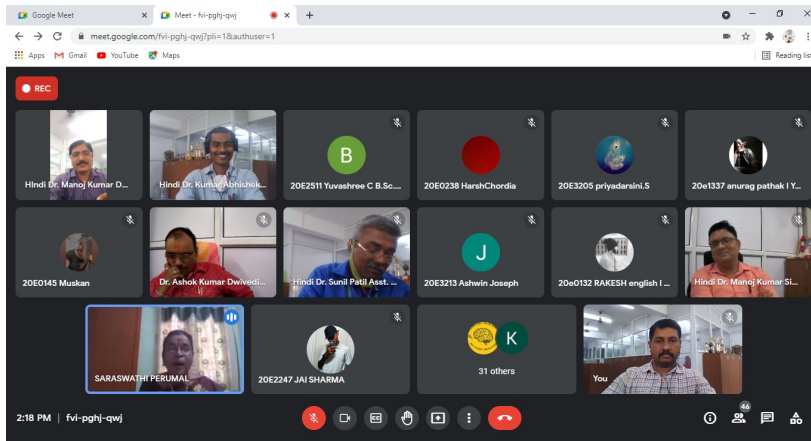 Google Meet
Meet - fvi-pghj-qwj
meet.google.com/fvi-pghj-qwj?pli=1&authuser=1
Apps Gmail YouTube Maps Reading list
REC
HIndi Dr. Manoj Kumar D...
Hindi Dr. Kumar Abhishek...
B
20E2511 Yuvashree C B.Sc....
20E0238 HarshChordia
20E3205 priyadarsini.S
20e1337 anurag pathak I Y...
20E0145 Muskan
Dr. Ashok Kumar Dwivedi...
Hindi Dr. Sunil Patil Asst. ...
J
20E3213 Ashwin Joseph
20e0132 RAKESH english I ...
Hindi Dr. Manoj Kumar Si...
SARASWATHI PERUMAL
20E2247 JAI SHARMA
K
31 others
You
2:18 PM | fvi-pghj-qwj
46